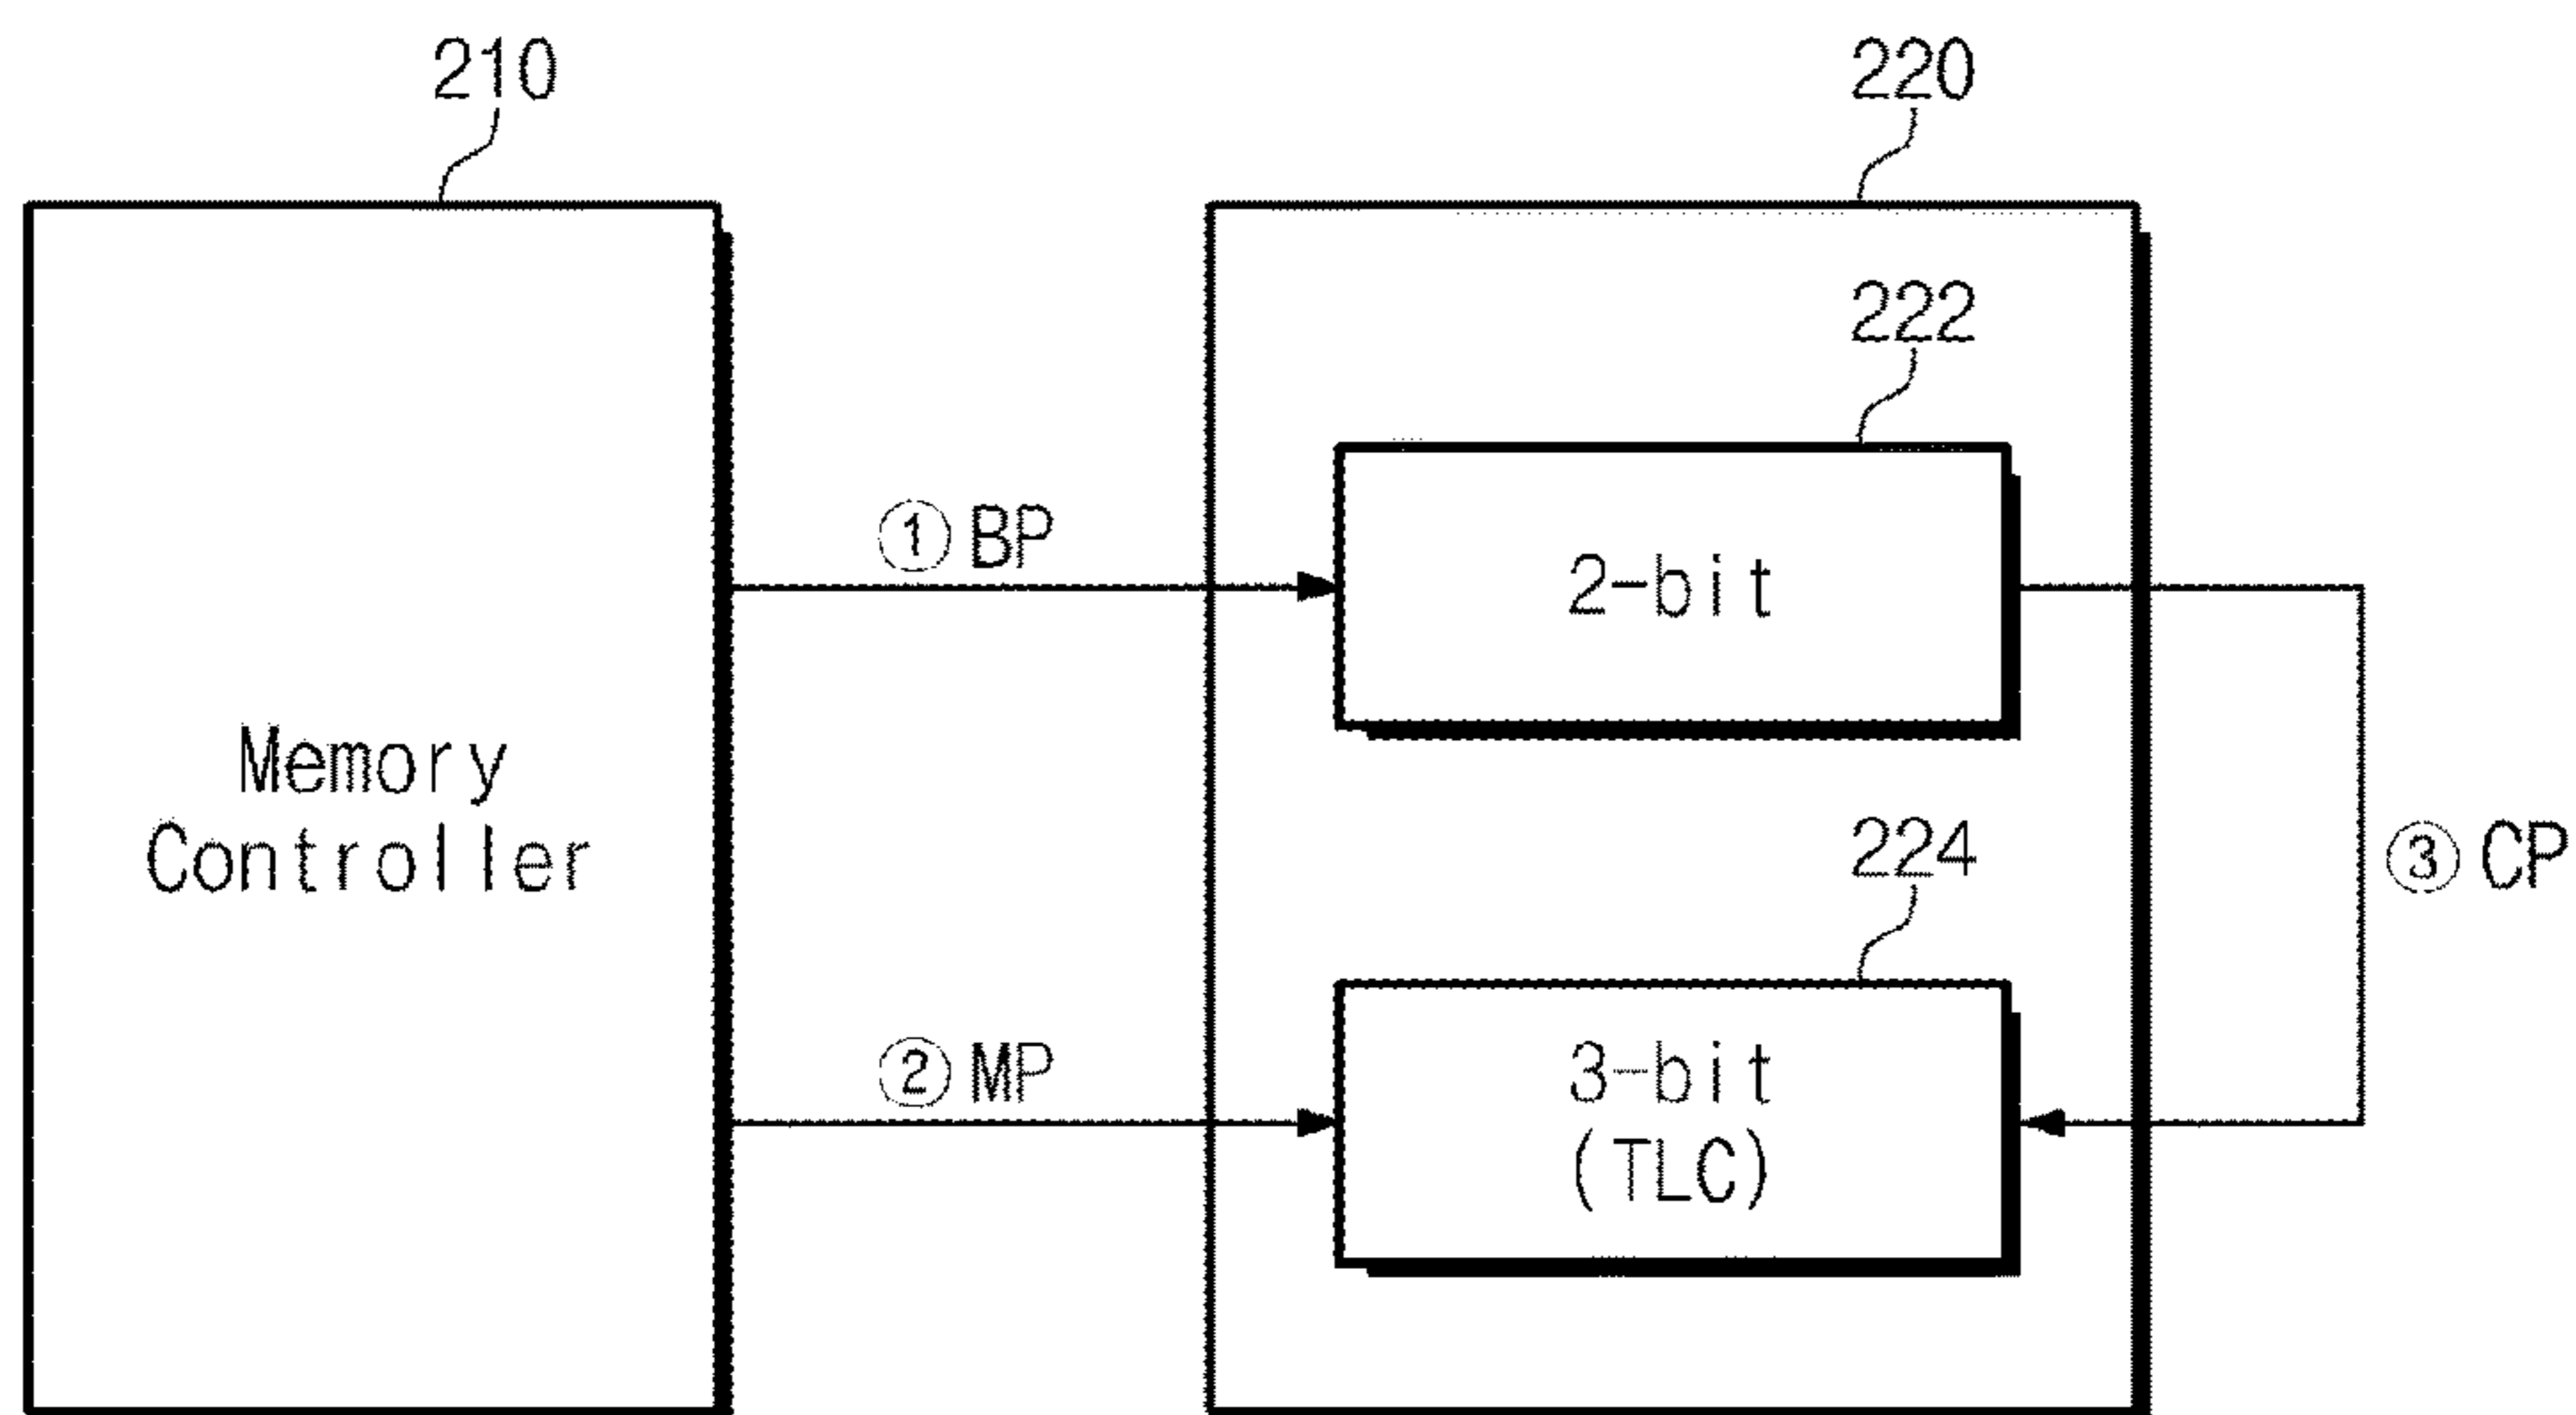 210
220
222
① BP
2-bit
Memory
Controller
③ CP
224
② MP
3-bit
(TLC)